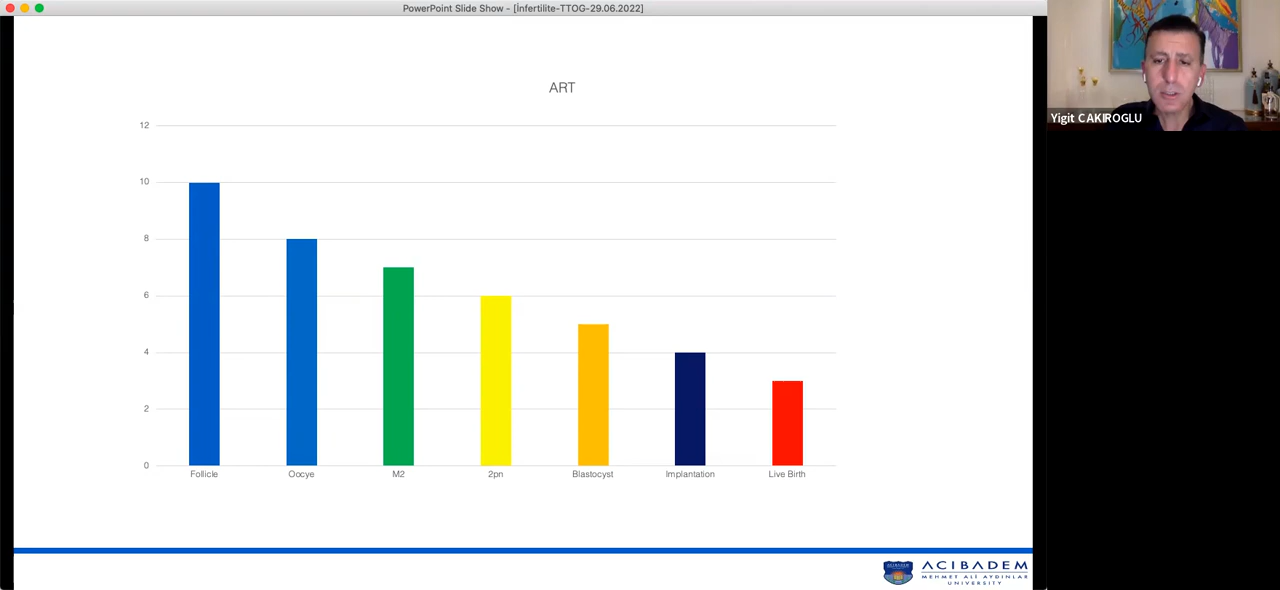 PowerPoint Slide Show - [İnfertilite-TTOG-29.06.2022]
ART
12
10
8
6
4
2
0
Follicle
Oocye
M2
2pn
Blastocyst
Implantation
Live Birth
Yigit CAKIROGLU
ACIBADEM
MEHMET ALİ AYDINLAR
UNIVERSITY